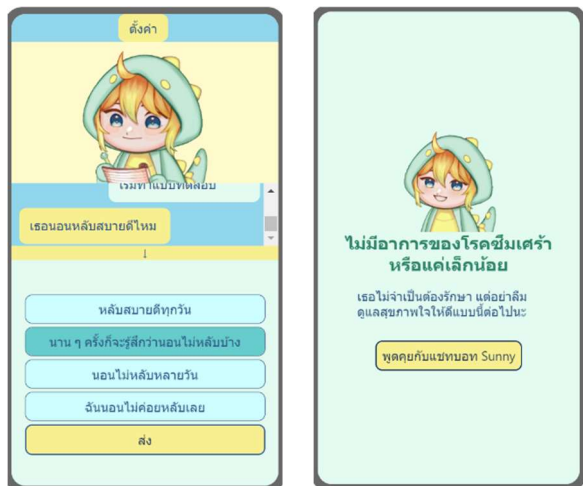 ตั้งค่า
เริ่มทำแบบทดสอบ
เธอนอนหลับสบายดีไหม
↓
หลับสบายดีทุกวัน
นาน ๆ ครั้งก็จะรู้สึกว่านอนไม่หลับบ้าง
นอนไม่หลับหลายวัน
ฉันนอนไม่ค่อยหลับเลย
ส่ง
ไม่มีอาการของโรคซึมเศร้า
หรือแค่เล็กน้อย
เธอไม่จำเป็นต้องรักษา แต่อย่าลืม
ดูแลสุขภาพใจให้ดีแบบนี้ต่อไปนะ
พูดคุยกับแชทบอท Sunny